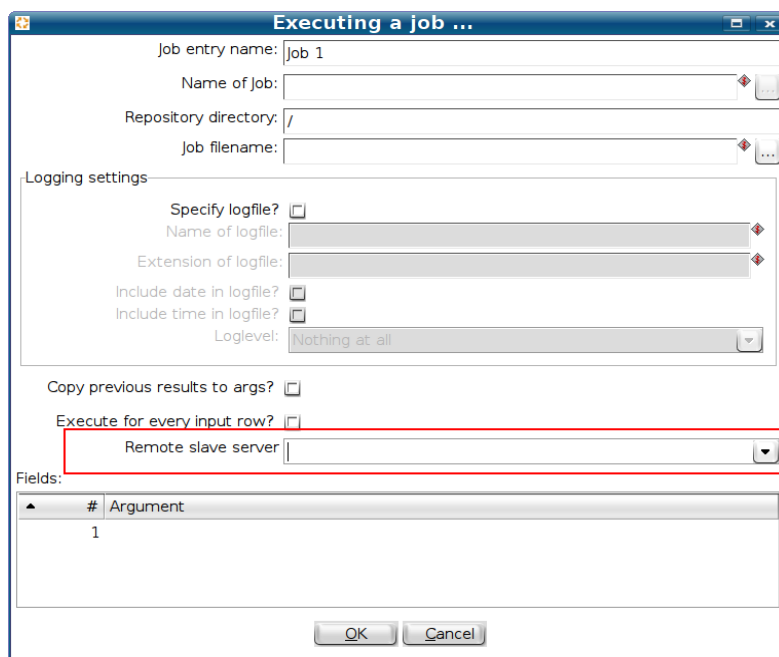 Executing a job ...
Job entry name: Job 1
Name of Job:
...
Repository directory: /
Job filename:
...
Logging settings
Specify logfile?
Name of logfile:
Extension of logfile:
Include date in logfile?
Include time in logfile?
Loglevel: Nothing at all
Copy previous results to args?
Execute for every input row?
Remote slave server
Fields:
# Argument
1
OK Cancel